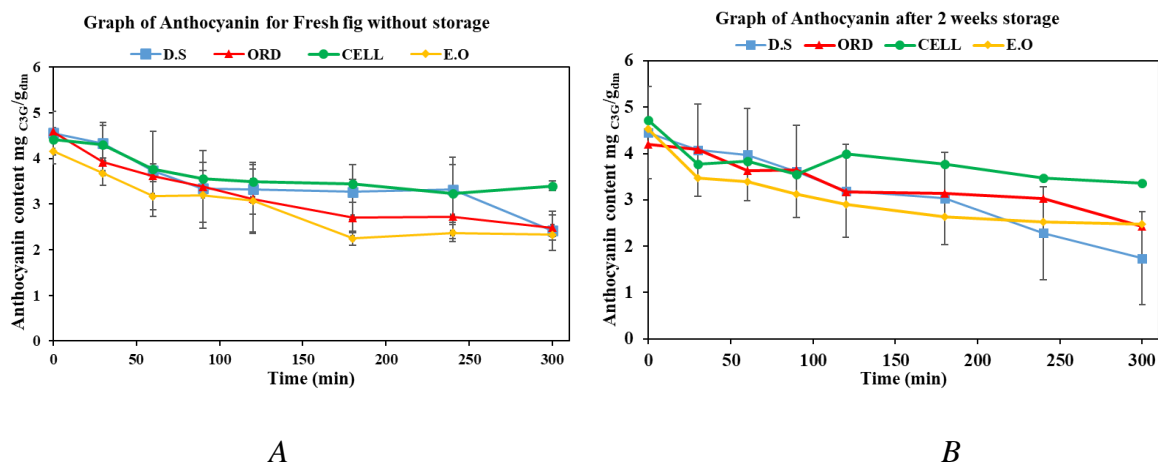 Graph of Anthocyanin for Fresh fig without storage
D.S ORD CELL E.O
Anthocyanin content mg C3G/gdm
6
5
4
3
2
1
0
0 50 100 150 200 250 300
Time (min)
A
Graph of Anthocyanin after 2 weeks storage
D.S ORD CELL E.O
Anthocyanin content mg C3G/gdm
6
5
4
3
2
1
0
0 50 100 150 200 250 300
Time (min)
B